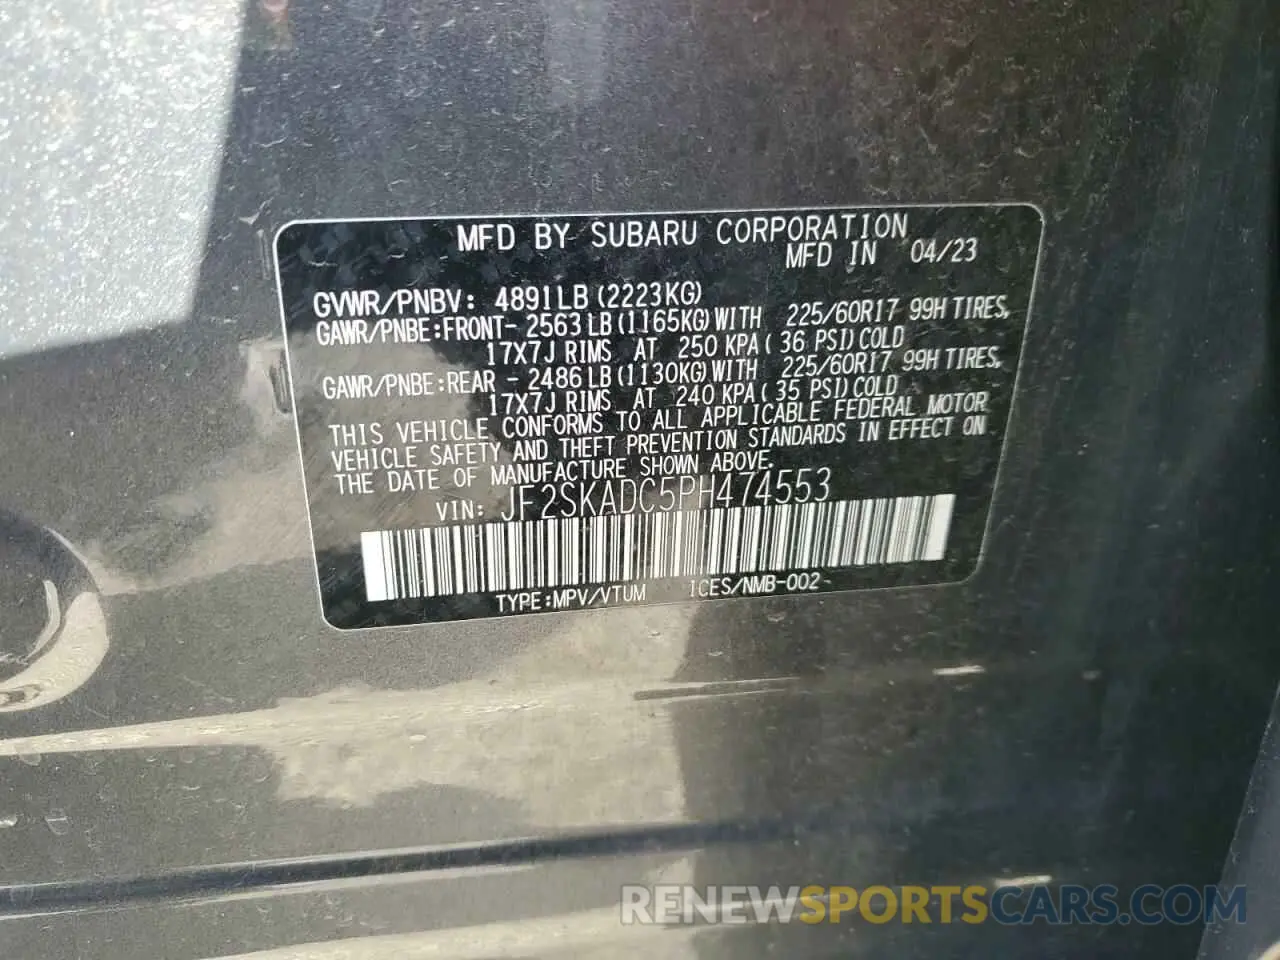 MFD BY SUBARU CORPORATION
MFD IN 04/23
GVWR/PNBV: 4891LB (2223KG)
GAWR/PNBE:FRONT- 2563LB(1165KG)WITH 225/60R17 99H TIRES,
17X7J RIMS AT 250 KPA( 36 PSI)COLD
GAWR/PNBE:REAR - 2486LB(1130KG)WITH 225/60R17 99H TIRES,
17X7J RIMS AT 240 KPA( 35 PSI)COLD
THIS VEHICLE CONFORMS TO ALL APPLICABLE FEDERAL MOTOR
VEHICLE SAFETY AND THEFT PREVENTION STANDARDS IN EFFECT ON
THE DATE OF MANUFACTURE SHOWN ABOVE.
VIN: JF2SKADC5PH474553
TYPE:MPV/VTUM ICES/NMB-002
RENEWSPORTSCARS.COM